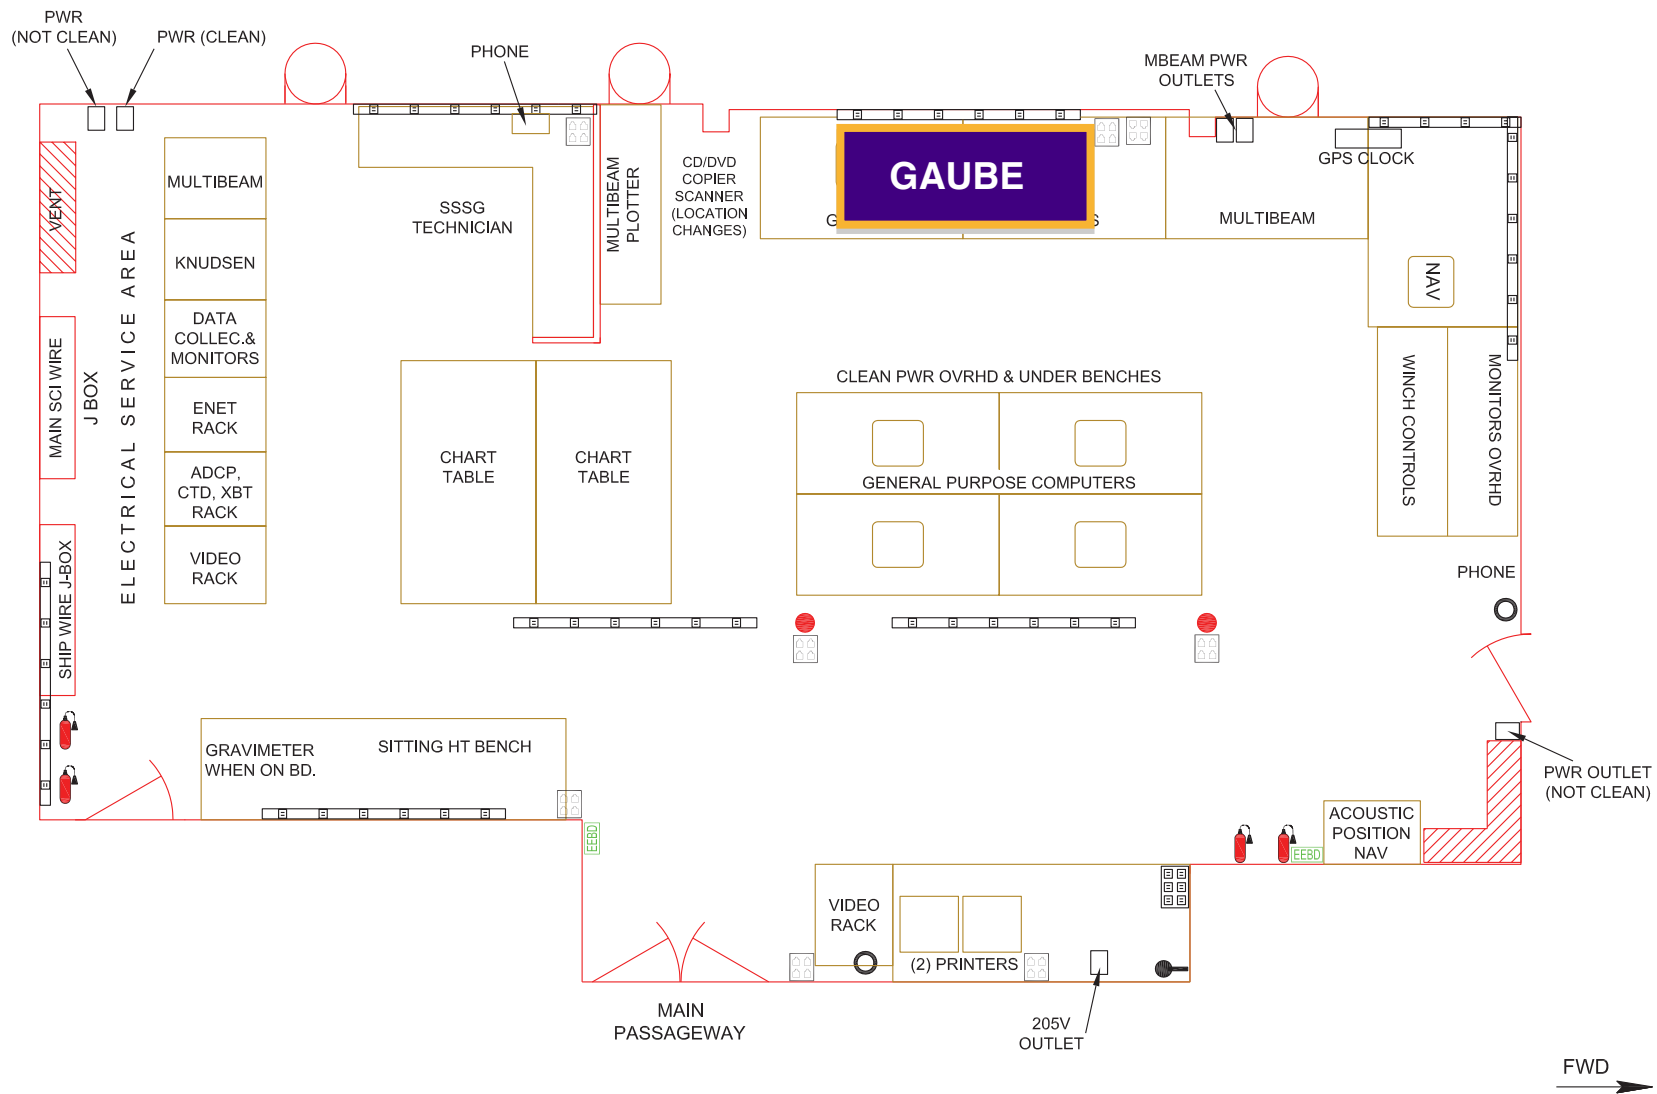 PWR
(NOT CLEAN)
PWR (CLEAN)
PHONE
MBEAM PWR
OUTLETS
GPS CLOCK
VENT
ELECTRICAL SERVICE AREA
MULTIBEAM
KNUDSEN
DATA
COLLEC.&
MONITORS
ENET
RACK
ADCP,
CTD, XBT
RACK
VIDEO
RACK
MAIN SCI WIRE
J BOX
SHIP WIRE J-BOX
SSSG
TECHNICIAN
MULTIBEAM
PLOTTER
CD/DVD
COPIER
SCANNER
(LOCATION
CHANGES)
GAUBE
MULTIBEAM
NAV
WINCH CONTROLS
MONITORS OVRHD
CHART
TABLE
CHART
TABLE
CLEAN PWR OVRHD & UNDER BENCHES
GENERAL PURPOSE COMPUTERS
PHONE
GRAVIMETER
WHEN ON BD.
SITTING HT BENCH
EEBD
PWR OUTLET
(NOT CLEAN)
ACOUSTIC
POSITION
NAV
EEBD
VIDEO
RACK
(2) PRINTERS
MAIN
PASSAGEWAY
205V
OUTLET
FWD